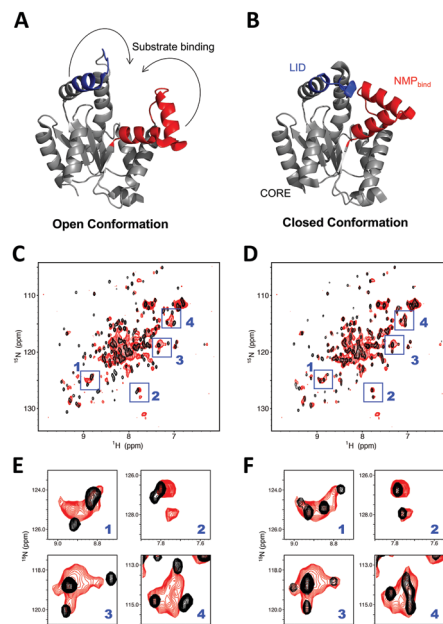 A
B
Substrate binding
LID
NMPbind
CORE
Open Conformation
Closed Conformation
C
D
110
120
130
15N (ppm)
1
2
3
4
9
8
7
1H (ppm)
110
120
130
15N (ppm)
1
2
3
4
9
8
7
1H (ppm)
E
F
124.0
126.0
9.0 8.8
1
126.0
128.0
7.8 7.6
2
124.0
126.0
9.0 8.8
1
126.0
128.0
7.8 7.6
2
15N (ppm)
118.0
120.0
3
113.0
115.0
4
15N (ppm)
118.0
120.0
3
113.0
115.0
4